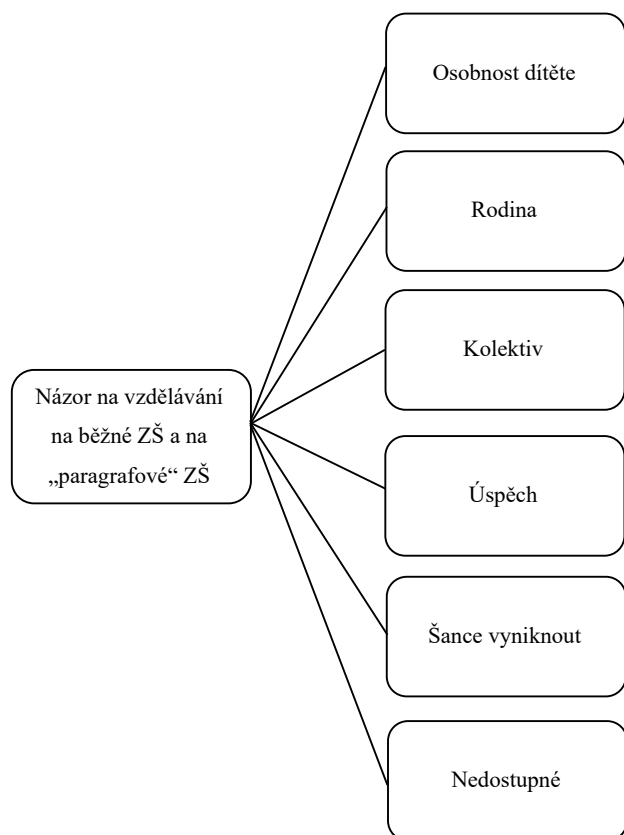 Osobnost dítěte
Rodina
Kolektiv
Názor na vzdělávání
na běžné ZŠ a na
„paragrafové“ ZŠ
Úspěch
Šance vyniknout
Nedostupné